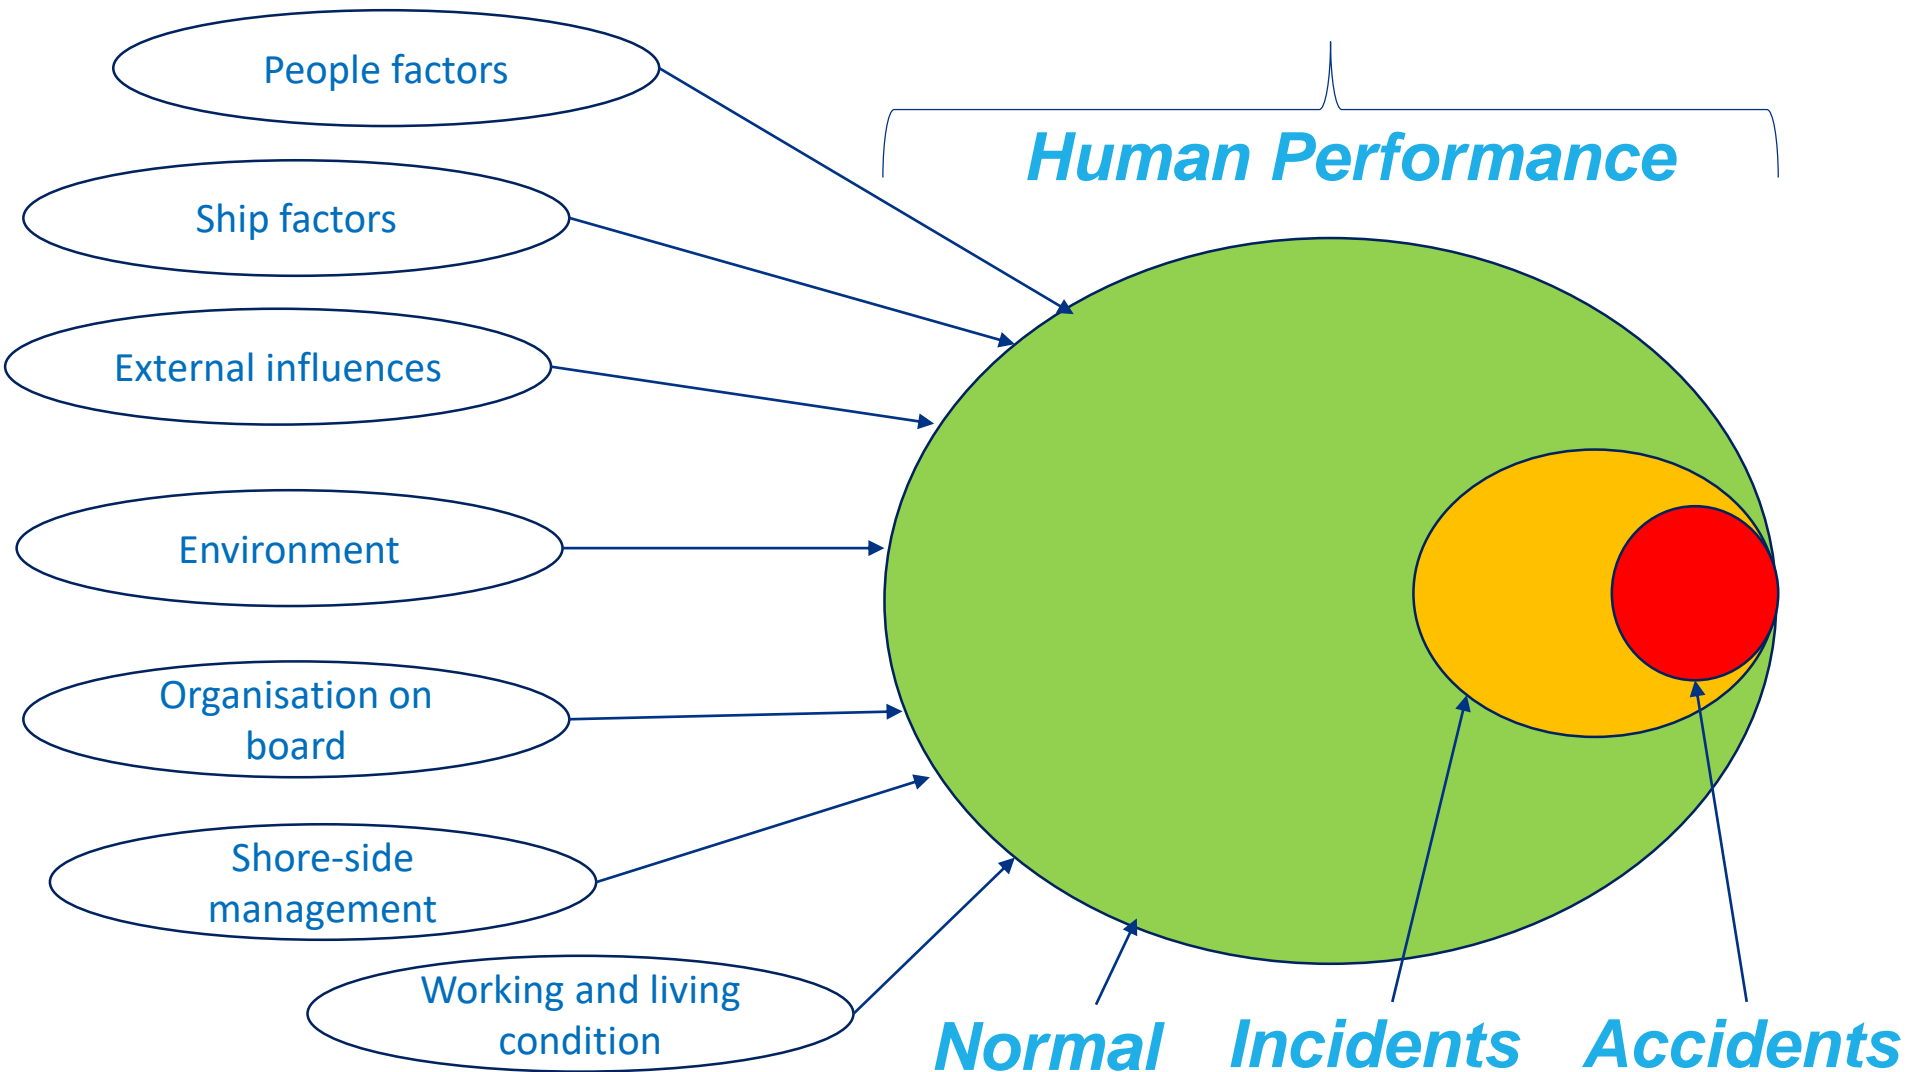 People factors
Human Performance
Ship factors
External influences
Environment
Organisation on
board
Shore-side
management
Working and living
condition
Normal
Incidents
Accidents